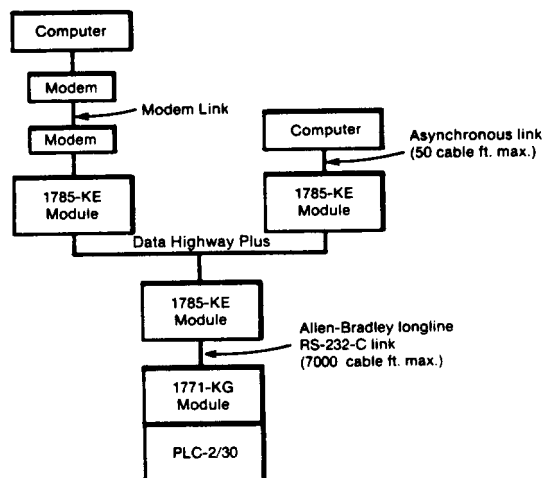 Computer
Modem
Modem Link
Modem
1785-KE
Module
Computer
Asynchronous link
(50 cable ft. max.)
1785-KE
Module
Data Highway Plus
1785-KE
Module
Allen-Bradley longline
RS-232-C link
(7000 cable ft. max.)
1771-KG
Module
PLC-2/30